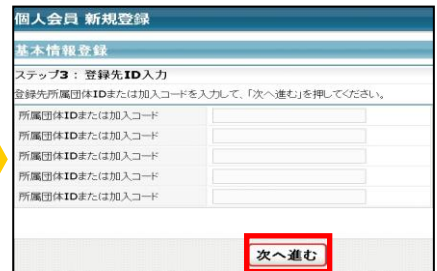 個人会員 新規登録
基本情報登録
ステップ3：登録先ID入力
登録先所属団体IDまたは加入コードを入力して、「次へ進む」を押してください。
所属団体IDまたは加入コード
所属団体IDまたは加入コード
所属団体IDまたは加入コード
所属団体IDまたは加入コード
所属団体IDまたは加入コード
次へ進む